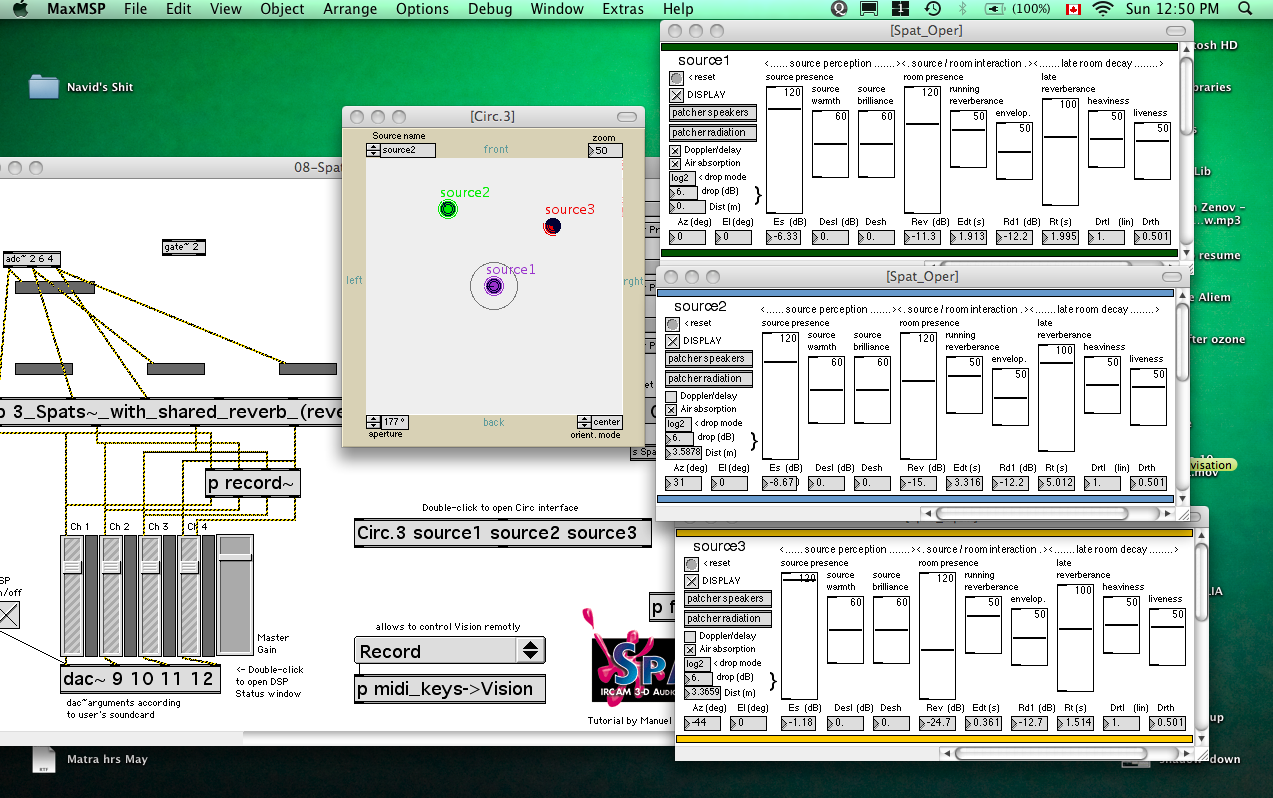 MaxMSP File Edit View Object Arrange Options Debug Window Extras Help
1 (100%) Sun 12:50 PM
Navid's Shit
Matra hrs May
08-Spat
adc~ 2 6 4
gate~ 2
p 3_Spats~_with_shared_reverb_(reve
p record~
Ch 1 Ch 2 Ch 3 Ch 4
SP
n/off
Master
Gain
dac~ 9 10 11 12
<- Double-click
to open DSP
Status window
dac~arguments according
to user's soundcard
Double-click to open Circ interface
Circ.3 source1 source2 source3
allows to control Vision remotly
Record
p midi_keys->Vision
p f
Spa
IRCAM 3-D Audio
Tutorial by Manuel
[Circ.3]
Source name
source2
front
zoom
50
source2
source3
source1
left
right
177°
aperture
back
center
orient. mode
[Spat_Oper]
source1
< reset
DISPLAY
patcher speakers
patcher radiation
Doppler/delay
Air absorption
log2 < drop mode
6. drop (dB)
0. Dist (m)
Az (deg) El (deg)
0 0
<...... source perception .......><. source / room interaction .><....... late room decay ........>
source presence
source
warmth
source
brilliance
room presence
running
reverberance
envelop.
late
reverberance
heaviness
liveness
120 60 60 120 50 50 100 50 50
Es (dB) Desl (dB) Desh Rev (dB) Edt (s) Rd1 (dB) Rt (s) Drtl (lin) Drth
-6.33 0. 0. -11.3 1.913 -12.2 1.995 1. 0.501
[Spat_Oper]
source2
< reset
DISPLAY
patcher speakers
patcher radiation
Doppler/delay
Air absorption
log2 < drop mode
6. drop (dB)
3.5878 Dist (m)
Az (deg) El (deg)
31 0
<...... source perception .......><. source / room interaction .><....... late room decay ........>
source presence
source
warmth
source
brilliance
room presence
running
reverberance
envelop.
late
reverberance
heaviness
liveness
120 60 60 120 50 50 100 50 50
Es (dB) Desl (dB) Desh Rev (dB) Edt (s) Rd1 (dB) Rt (s) Drtl (lin) Drth
-8.67 0. 0. -15. 3.316 -12.2 5.012 1. 0.501
source3
< reset
DISPLAY
patcher speakers
patcher radiation
Doppler/delay
Air absorption
log2 < drop mode
6. drop (dB)
3.3659 Dist (m)
Az (deg) El (deg)
-44 0
<...... source perception .......><. source / room interaction .><....... late room decay ........>
source presence
source
warmth
source
brilliance
room presence
running
reverberance
envelop.
late
reverberance
heaviness
liveness
120 60 60 120 50 50 100 50 50
Es (dB) Desl (dB) Desh Rev (dB) Edt (s) Rd1 (dB) Rt (s) Drtl (lin) Drth
-1.18 0. 0. -24.7 0.361 -12.7 1.514 1. 0.501
tosh HD
braries
Lib
n Zenov -
...w.mp3
resume
e Aliem
fter ozone
visation
.mov
LIA
up
down